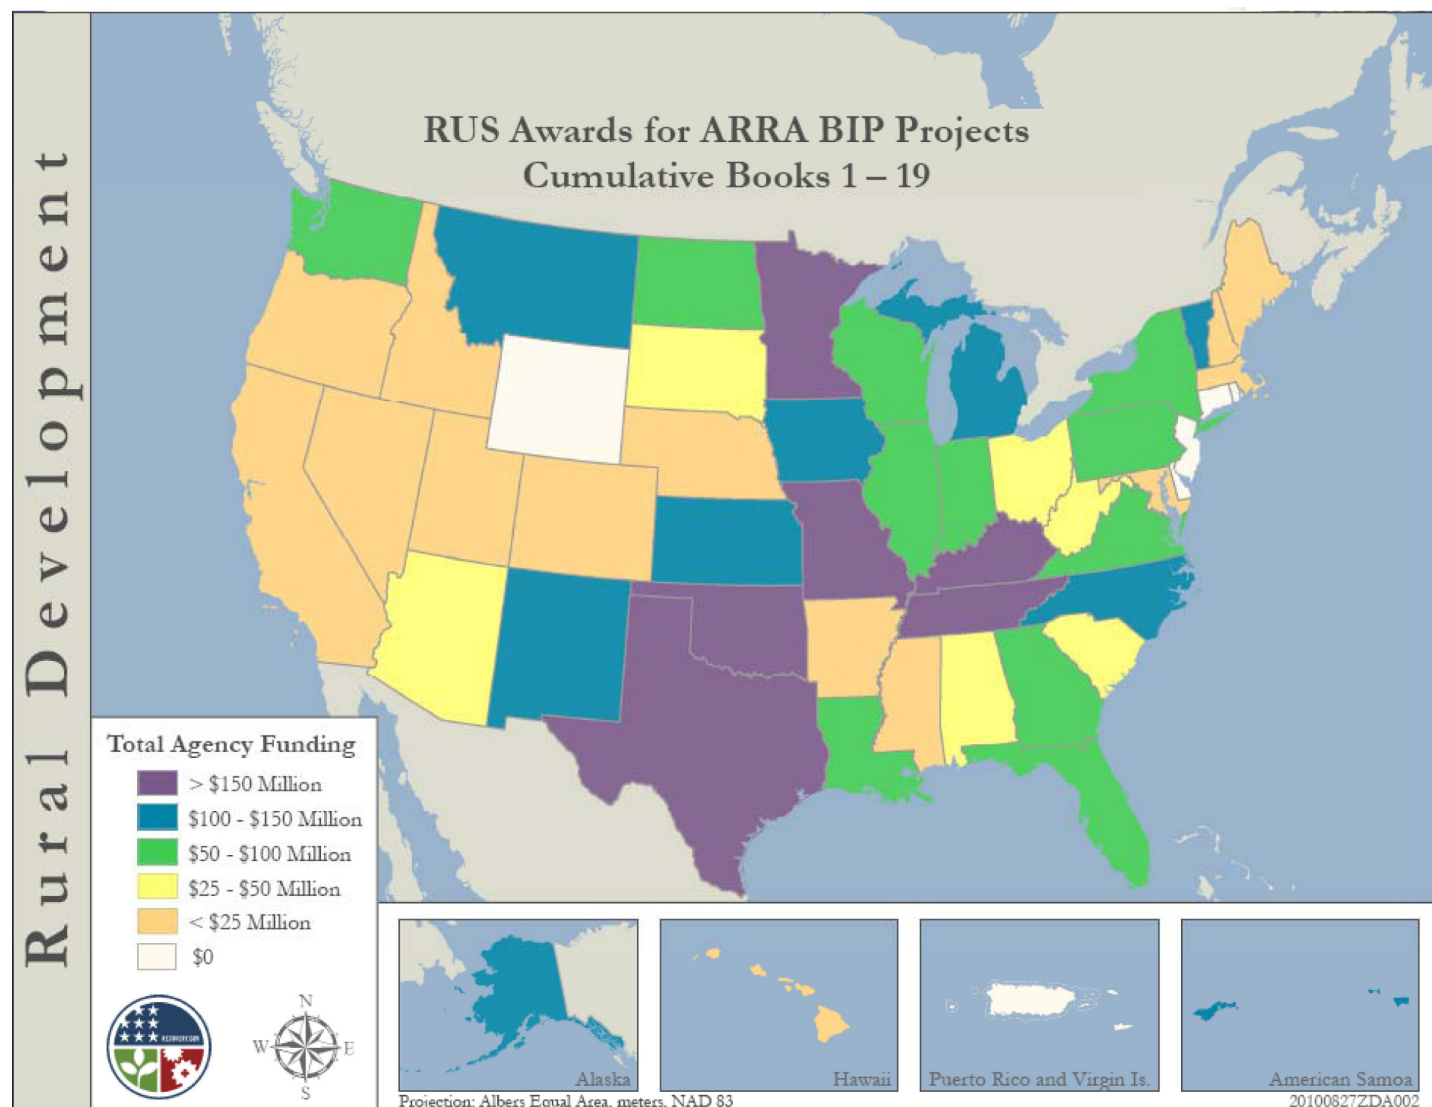 Rural Development
RUS Awards for ARRA BIP Projects
Cumulative Books 1 – 19
Total Agency Funding
> $150 Million
$100 - $150 Million
$50 - $100 Million
$25 - $50 Million
< $25 Million
$0
RECOVERY.GOV
N
W
E
S
Alaska
Hawaii
Puerto Rico and Virgin Is.
American Samoa
Projection: Albers Equal Area, meters, NAD 83
20100827ZDA002